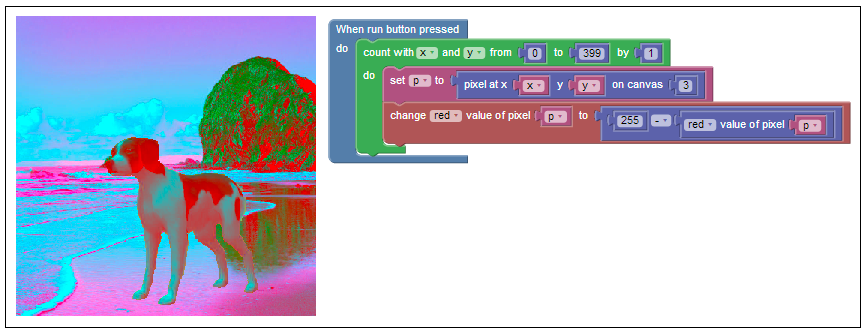 When run button pressed
do count with x and y from 0 to 399 by 1
do set p to pixel at x x y y on canvas 3
change red value of pixel p to 255 - red value of pixel p